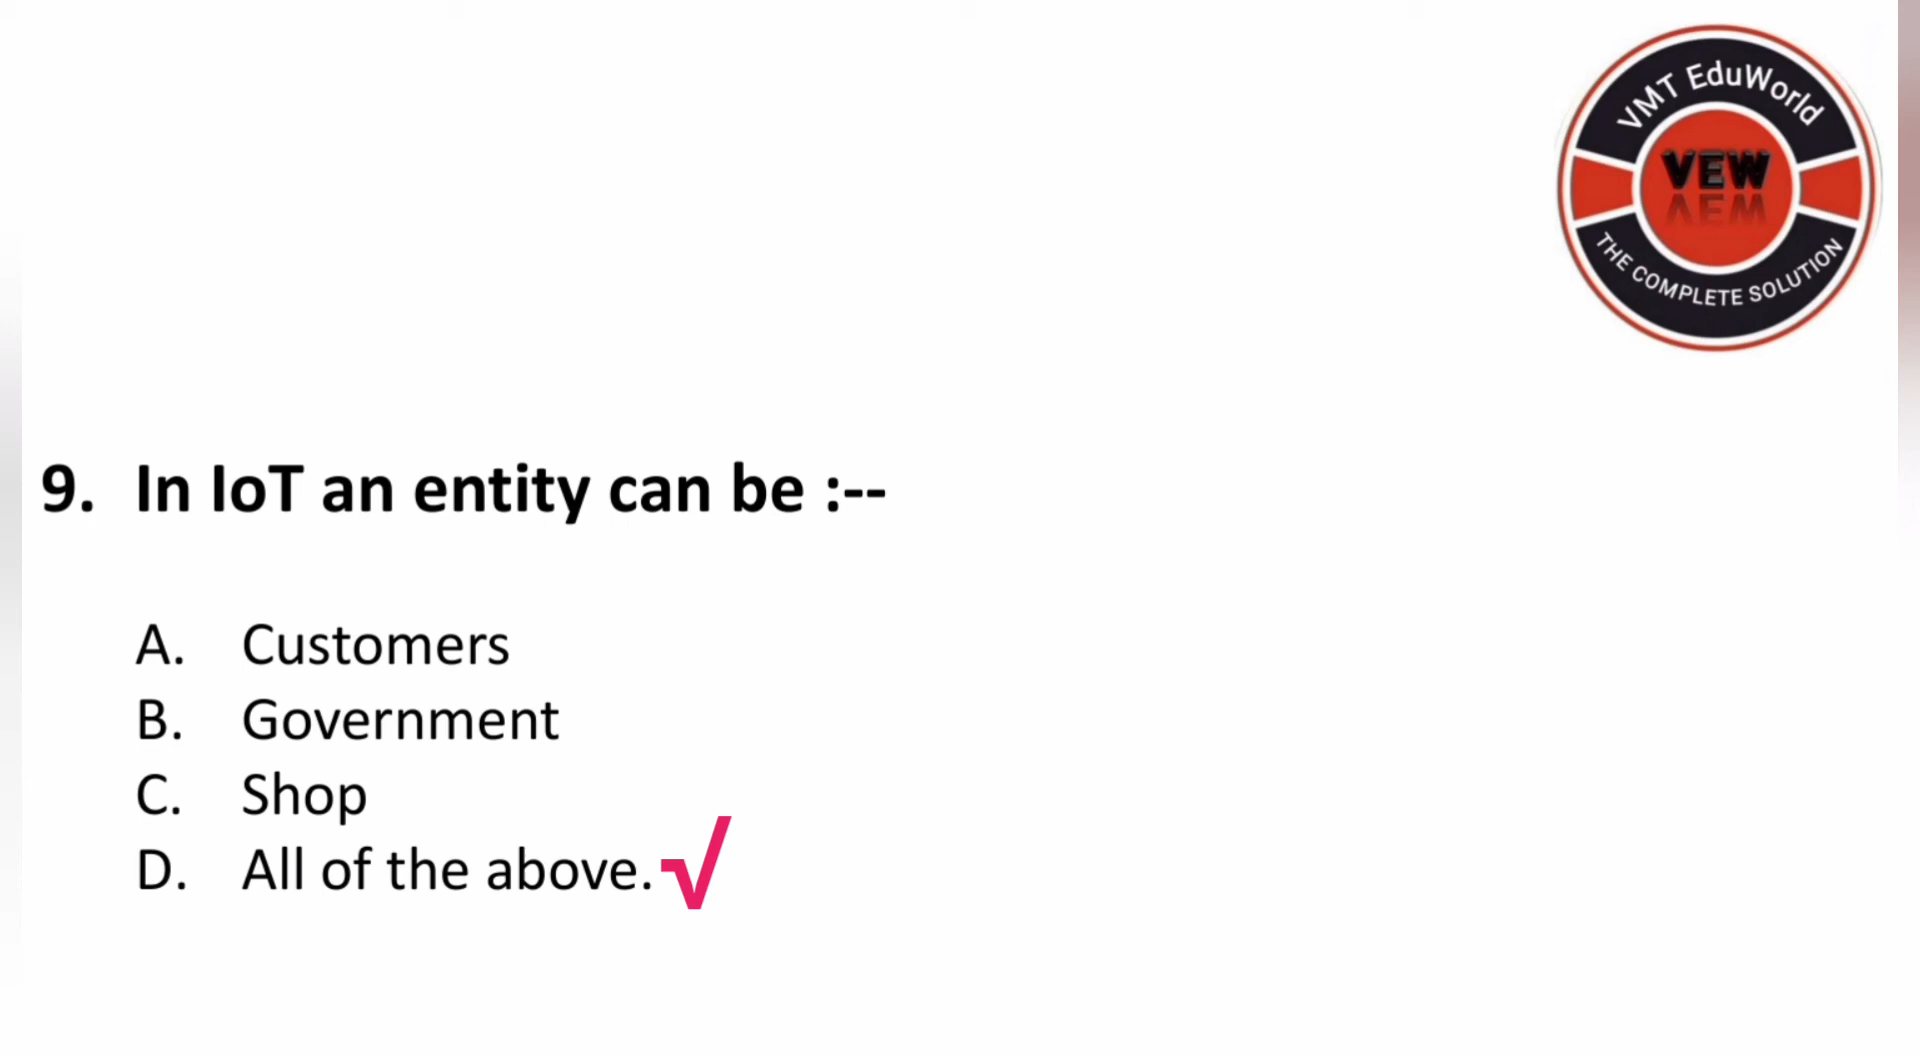 VMT EduWorld
VEW
THE COMPLETE SOLUTION
9. In IoT an entity can be :--
A. Customers
B. Government
C. Shop
D. All of the above.√